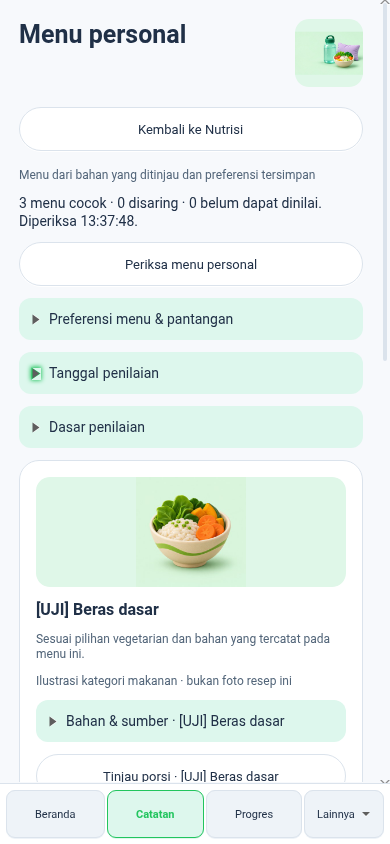 Menu personal
Kembali ke Nutrisi
Menu dari bahan yang ditinjau dan preferensi tersimpan
3 menu cocok · 0 disaring · 0 belum dapat dinilai.
Diperiksa 13:37:48.
Periksa menu personal
Preferensi menu & pantangan
Tanggal penilaian
Dasar penilaian
[UJI] Beras dasar
Sesuai pilihan vegetarian dan bahan yang tercatat pada
menu ini.
Ilustrasi kategori makanan · bukan foto resep ini
Bahan & sumber · [UJI] Beras dasar
Tinjau porsi · [UJI] Beras dasar
Beranda
Catatan
Progres
Lainnya